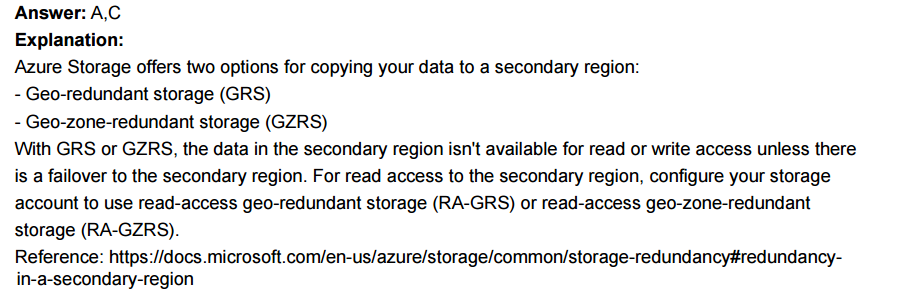 Answer: A,C
Explanation:
Azure Storage offers two options for copying your data to a secondary region:
- Geo-redundant storage (GRS)
- Geo-zone-redundant storage (GZRS)
With GRS or GZRS, the data in the secondary region isn't available for read or write access unless there
is a failover to the secondary region. For read access to the secondary region, configure your storage
account to use read-access geo-redundant storage (RA-GRS) or read-access geo-zone-redundant
storage (RA-GZRS).
Reference: https://docs.microsoft.com/en-us/azure/storage/common/storage-redundancy#redundancy-
in-a-secondary-region